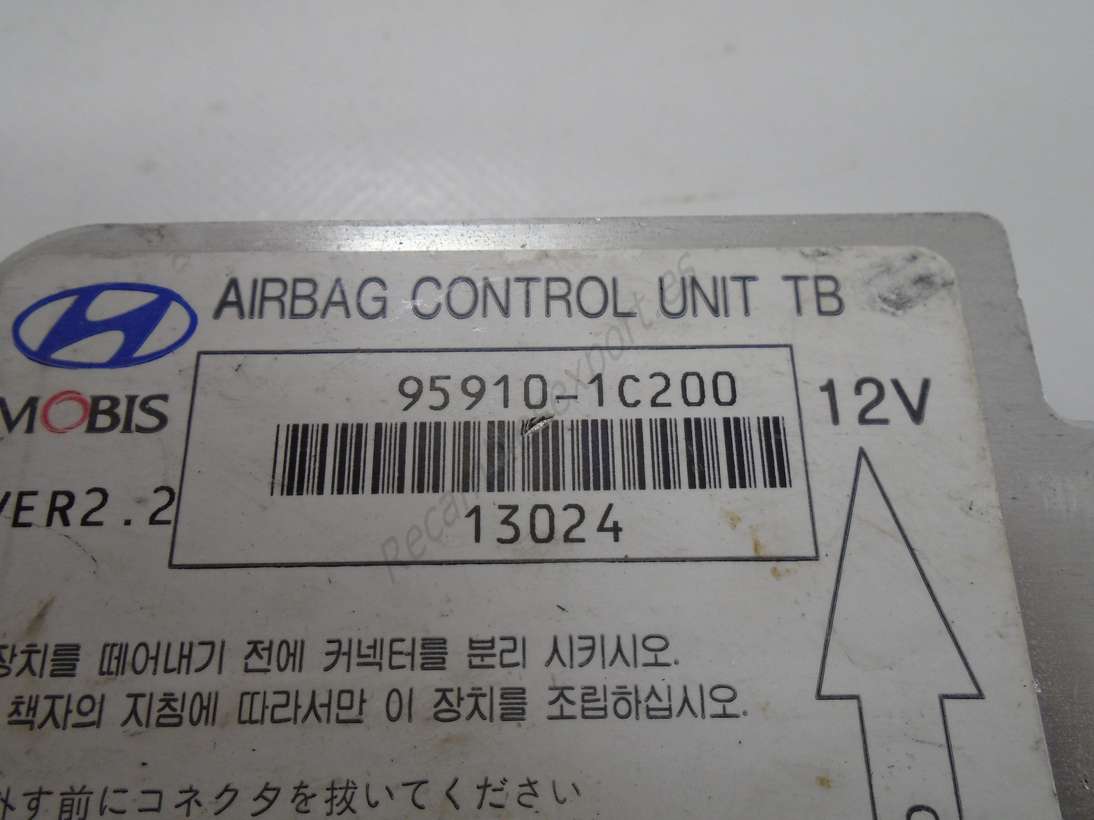 AIRBAG CONTROL UNIT TB
95910-1C200
12V
MOBIS
VER2.2
13024
장치를 떼어내기 전에 커넥터를 분리 시키시오.
책자의 지침에 따라서만 이 장치를 조립하십시오.
外す前にコネクタを抜いてください